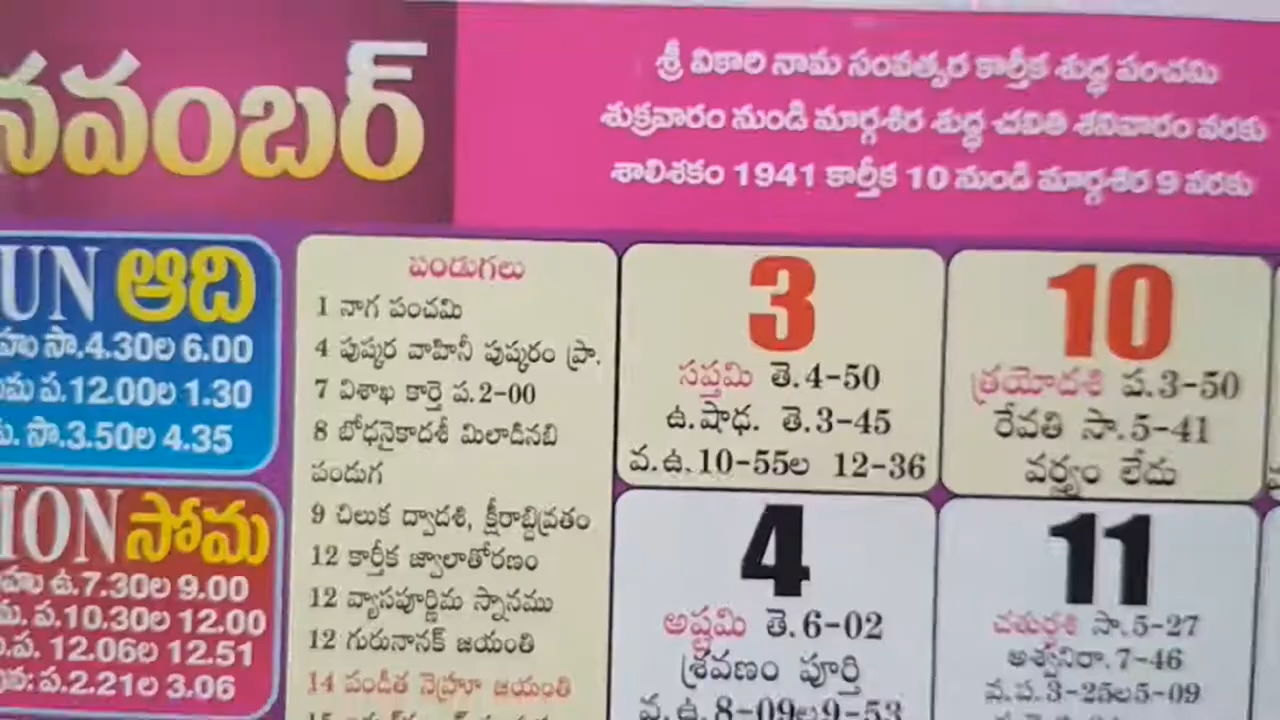 నవంబర్
శ్రీ వికారి నామ సంవత్సర కార్తీక శుద్ధ పంచమి
శుక్రవారం నుండి మార్గశిర శుద్ధ చవితి శనివారం వరకు
శాలిశకం 1941 కార్తీక 10 నుండి మార్గశిర 9 వరకు
UN ఆది
సా.4.30ల 6.00
ప.12.00ల 1.30
సా.3.50ల 4.35
ION సోమ
ఉ.7.30ల 9.00
ప.10.30ల 12.00
ప. 12.06ల 12.51
ప.2.21ల 3.06
పండుగలు
1 నాగ పంచమి
4 పుష్కర వాహినీ పుష్కరం ప్రా.
7 విశాఖ కార్తె ప.2-00
8 బోధనైకాదశీ మిలాడినబి
పండుగ
9 చిలుక ద్వాదశి, క్షీరాబ్ధివ్రతం
12 కార్తీక జ్వాలాతోరణం
12 వ్యాసపూర్ణిమ స్నానము
12 గురునానక్ జయంతి
14 పండిత నెహ్రూ జయంతి
3
సప్తమి తె.4-50
ఉ.షాఢ. తె.3-45
వ.ఉ.10-55ల 12-36
4
అష్టమి తె.6-02
శ్రవణం పూర్తి
వ.ఉ.8-09ల9-53
10
త్రయోదశి ప.3-50
రేవతి సా.5-41
వర్జ్యం లేదు
11
చతుర్దశి సా.5-27
అశ్వనిరా.7-46
వ.ప.3-25ల5-09